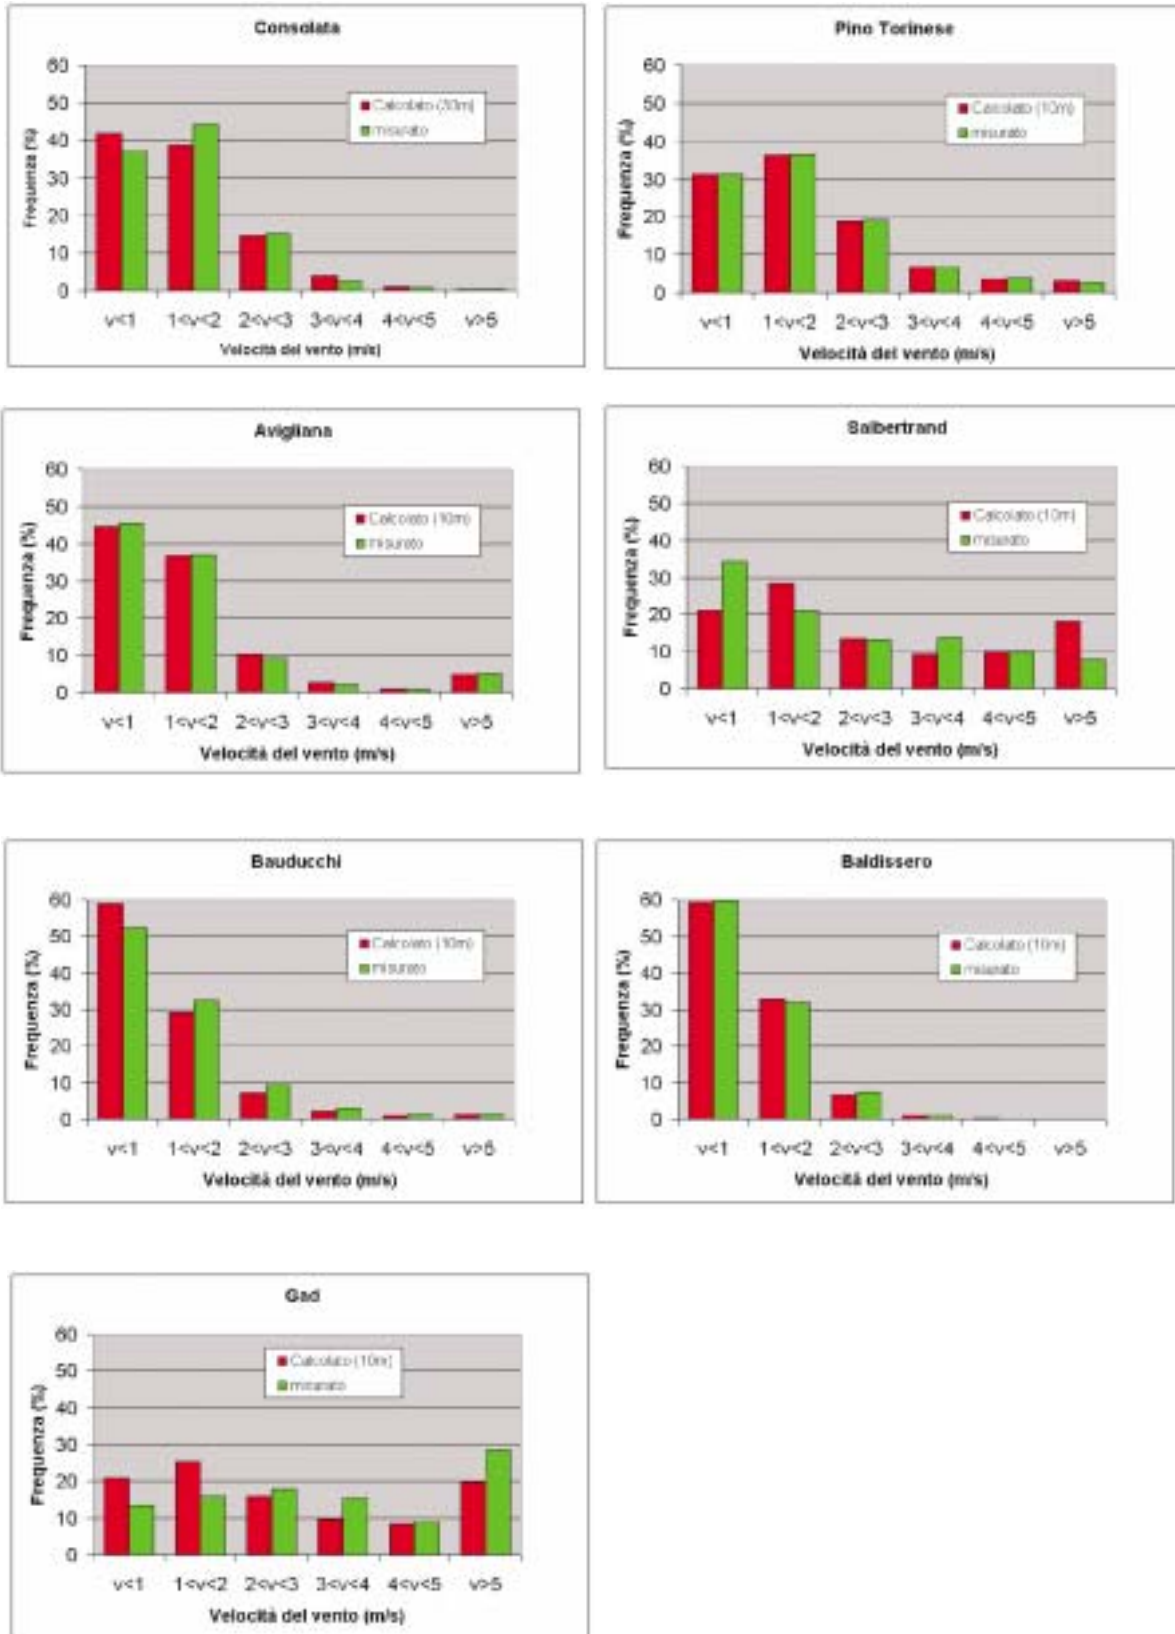 Consolata
60
50
40
30
20
10
0
Frequenza (%)
misurato
v<1 1<v<2 2<v<3 3<v<4 4<v<5 v>5
Velocità del vento (m/s)
Pino Torinese
60
50
40
30
20
10
0
Frequenza (%)
Calcolato (10m)
misurato
v<1 1<v<2 2<v<3 3<v<4 4<v<5 v>5
Velocità del vento (m/s)
Avigliana
60
50
40
30
20
10
0
Frequenza (%)
Calcolato (10m)
misurato
v<1 1<v<2 2<v<3 3<v<4 4<v<5 v>5
Velocità del vento (m/s)
Salbertrand
60
50
40
30
20
10
0
Frequenza (%)
Calcolato (10m)
misurato
v<1 1<v<2 2<v<3 3<v<4 4<v<5 v>5
Velocità del vento (m/s)
Bauducchi
60
50
40
30
20
10
0
Frequenza (%)
Calcolato (10m)
misurato
v<1 1<v<2 2<v<3 3<v<4 4<v<5 v>5
Velocità del vento (m/s)
Baldissero
60
50
40
30
20
10
0
Frequenza (%)
Calcolato (10m)
misurato
v<1 1<v<2 2<v<3 3<v<4 4<v<5 v>5
Velocità del vento (m/s)
Gad
60
50
40
30
20
10
0
Frequenza (%)
Calcolato (10m)
misurato
v<1 1<v<2 2<v<3 3<v<4 4<v<5 v>5
Velocità del vento (m/s)